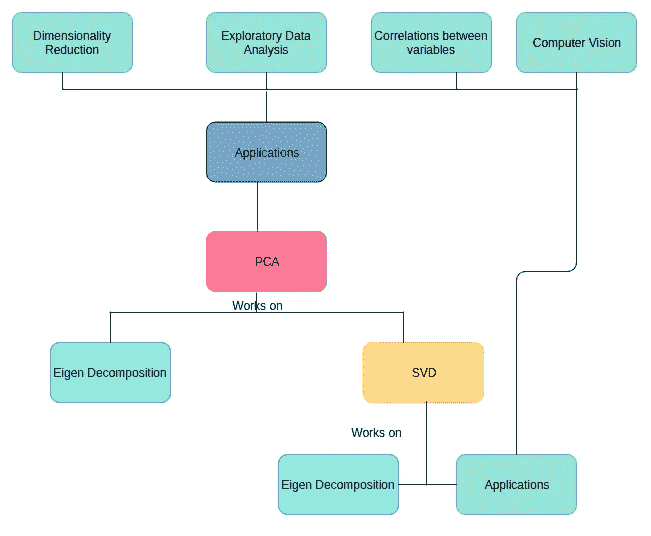 Dimensionality
Reduction
Exploratory Data
Analysis
Correlations between
variables
Computer Vision
Applications
PCA
Works on
Eigen Decomposition
SVD
Works on
Eigen Decomposition
Applications